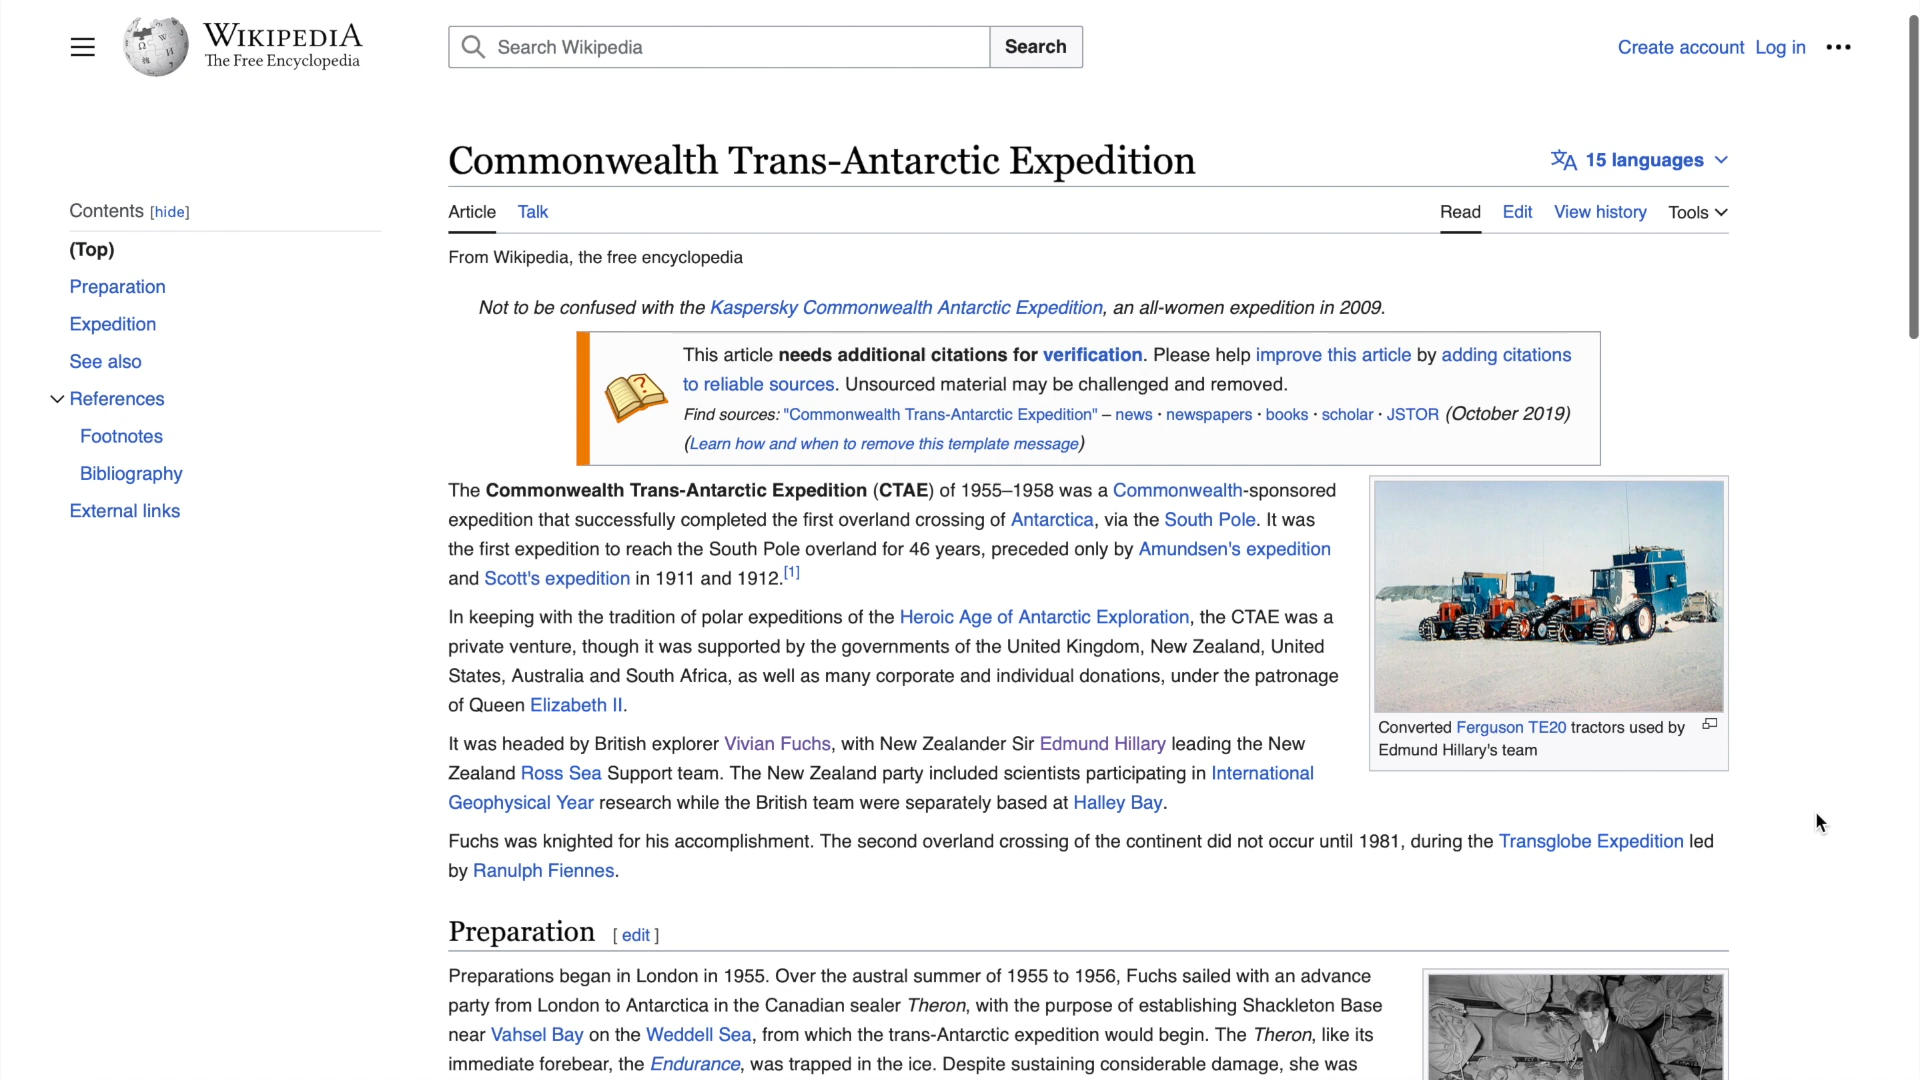 WIKIPEDIA
The Free Encyclopedia
Search Wikipedia
Search
Create account Log in
Contents [hide]
(Top)
Preparation
Expedition
See also
References
Footnotes
Bibliography
External links
Commonwealth Trans-Antarctic Expedition
15 languages
Article Talk
Read Edit View history Tools
From Wikipedia, the free encyclopedia
Not to be confused with the Kaspersky Commonwealth Antarctic Expedition, an all-women expedition in 2009.
This article needs additional citations for verification. Please help improve this article by adding citations
to reliable sources. Unsourced material may be challenged and removed.
Find sources: "Commonwealth Trans-Antarctic Expedition" – news · newspapers · books · scholar · JSTOR (October 2019)
(Learn how and when to remove this template message)
The Commonwealth Trans-Antarctic Expedition (CTAE) of 1955–1958 was a Commonwealth-sponsored
expedition that successfully completed the first overland crossing of Antarctica, via the South Pole. It was
the first expedition to reach the South Pole overland for 46 years, preceded only by Amundsen's expedition
and Scott's expedition in 1911 and 1912.[1]
In keeping with the tradition of polar expeditions of the Heroic Age of Antarctic Exploration, the CTAE was a
private venture, though it was supported by the governments of the United Kingdom, New Zealand, United
States, Australia and South Africa, as well as many corporate and individual donations, under the patronage
of Queen Elizabeth II.
Converted Ferguson TE20 tractors used by
Edmund Hillary's team
It was headed by British explorer Vivian Fuchs, with New Zealander Sir Edmund Hillary leading the New
Zealand Ross Sea Support team. The New Zealand party included scientists participating in International
Geophysical Year research while the British team were separately based at Halley Bay.
Fuchs was knighted for his accomplishment. The second overland crossing of the continent did not occur until 1981, during the Transglobe Expedition led
by Ranulph Fiennes.
Preparation [ edit ]
Preparations began in London in 1955. Over the austral summer of 1955 to 1956, Fuchs sailed with an advance
party from London to Antarctica in the Canadian sealer Theron, with the purpose of establishing Shackleton Base
near Vahsel Bay on the Weddell Sea, from which the trans-Antarctic expedition would begin. The Theron, like its
immediate forebear, the Endurance, was trapped in the ice. Despite sustaining considerable damage, she was